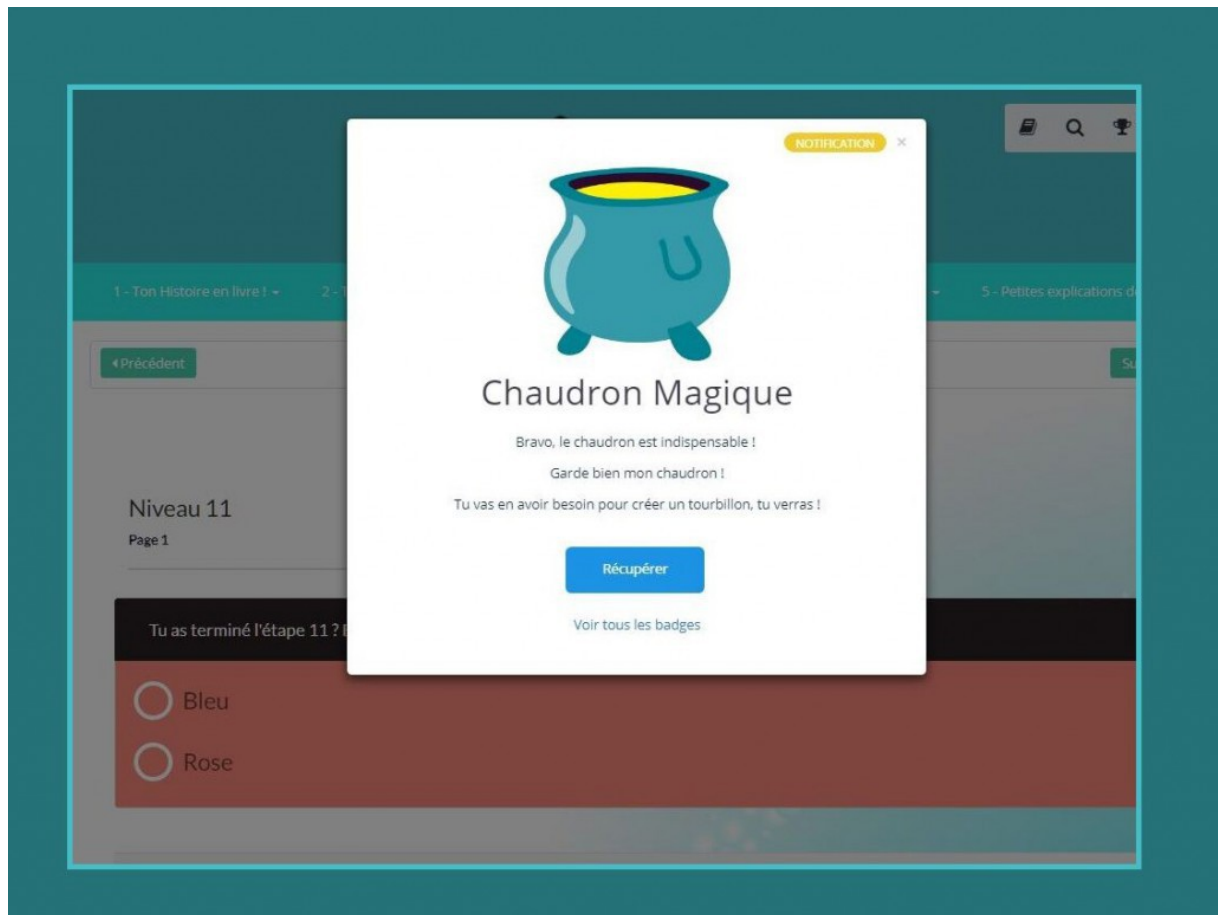 NOTIFICATION ×
1 - Ton Histoire en livre !
2 -
5 - Petites explications
Précédent
Chaudron Magique
Bravo, le chaudron est indispensable !
Garde bien mon chaudron !
Tu vas en avoir besoin pour créer un tourbillon, tu verras !
Niveau 11
Page 1
Récupérer
Voir tous les badges
Tu as terminé l'étape 11 ?
Bleu
Rose